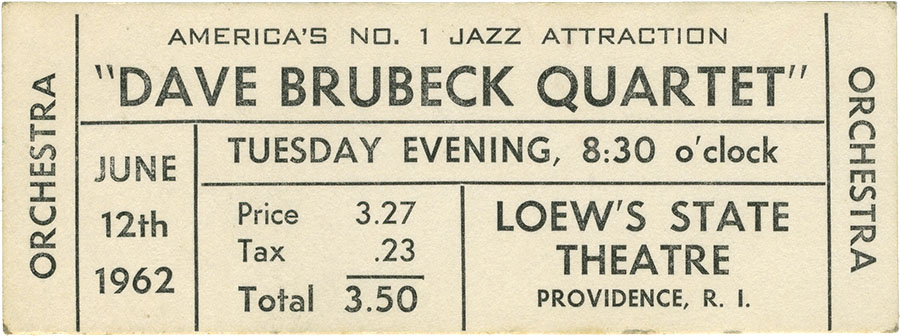 ORCHESTRA
AMERICA'S NO. 1 JAZZ ATTRACTION
"DAVE BRUBECK QUARTET"
JUNE
12th
1962
TUESDAY EVENING, 8:30 o'clock
Price 3.27
Tax .23
Total 3.50
LOEW'S STATE
THEATRE
PROVIDENCE, R. I.
ORCHESTRA